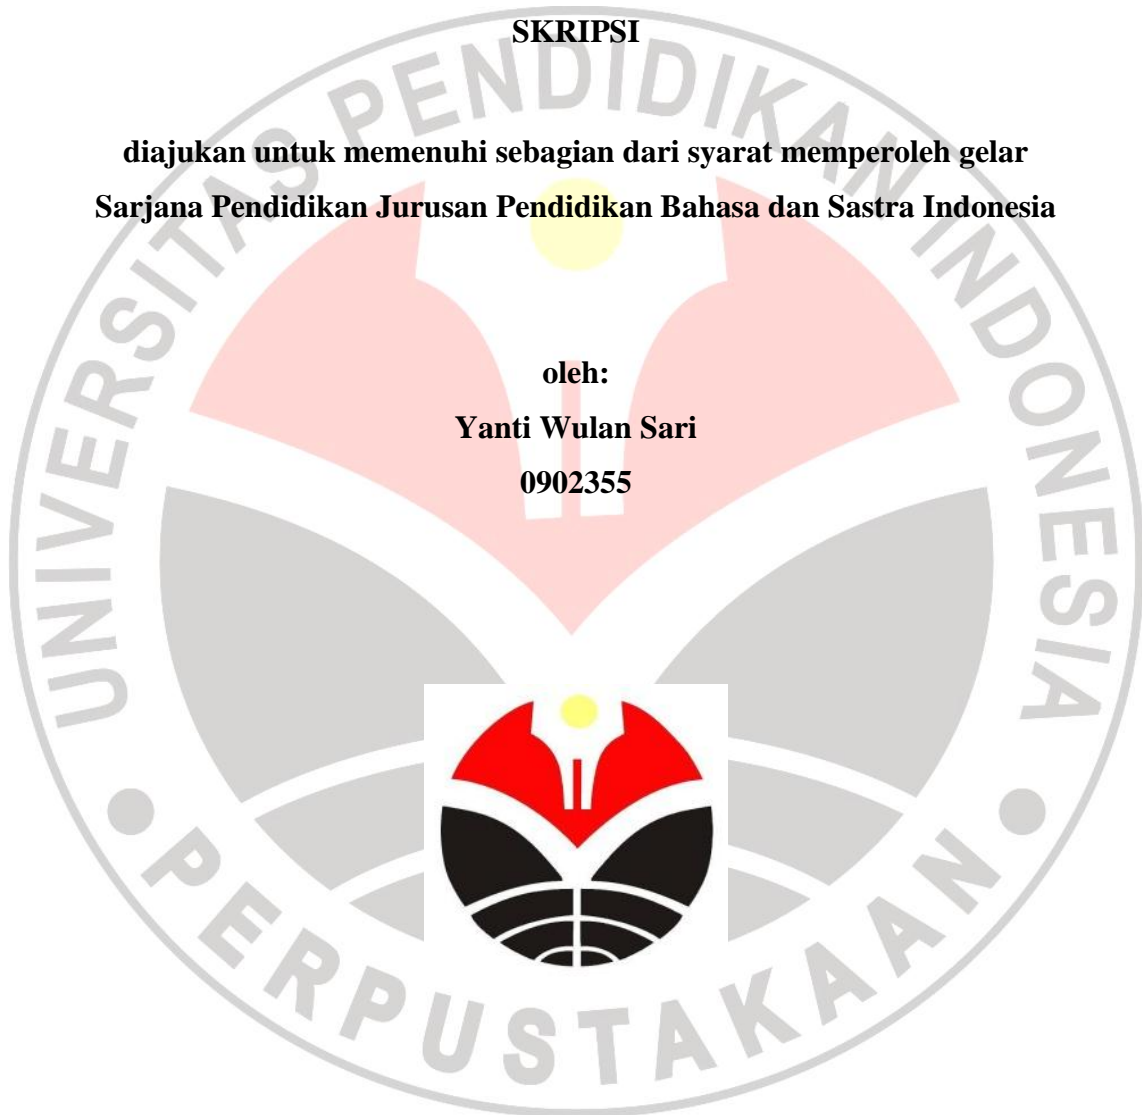 SKRIPSI
diajukan untuk memenuhi sebagian dari syarat memperoleh gelar
Sarjana Pendidikan Jurusan Pendidikan Bahasa dan Sastra Indonesia
oleh:
Yanti Wulan Sari
0902355
UNIVERSITAS PENDIDIKAN INDONESIA
PERPUSTAKAAN